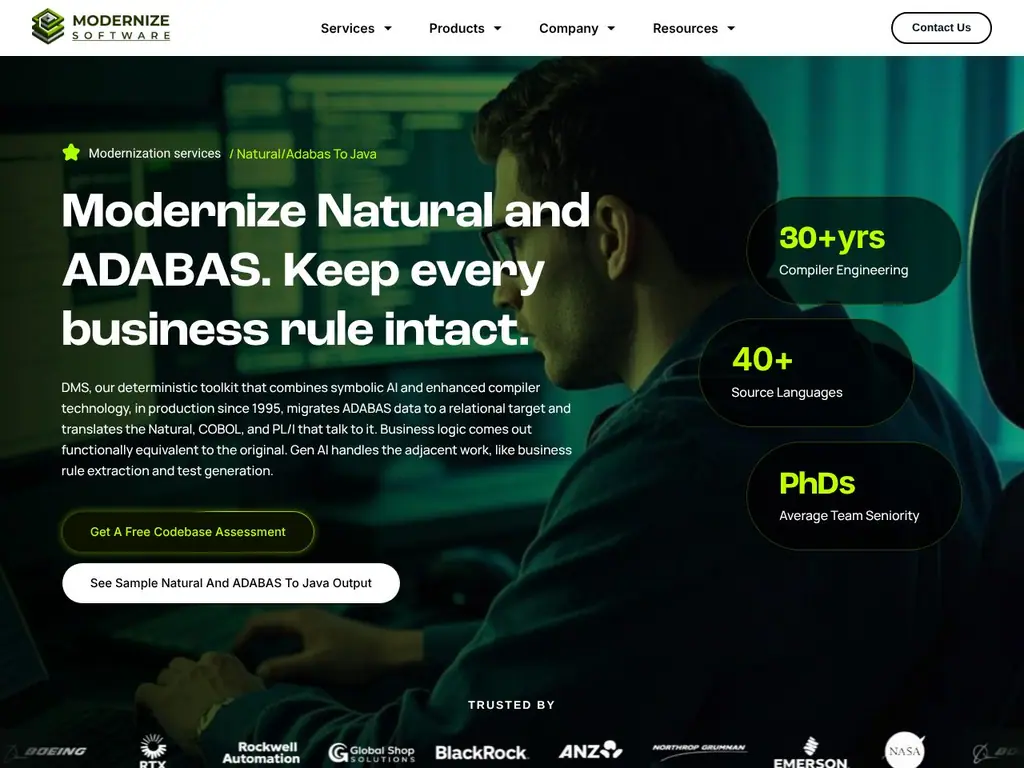 MODERNIZE
SOFTWARE
Services
Products
Company
Resources
Contact Us
Modernization services / Natural/Adabas To Java
Modernize Natural and
ADABAS. Keep every
business rule intact.
DMS, our deterministic toolkit that combines symbolic AI and enhanced compiler
technology, in production since 1995, migrates ADABAS data to a relational target and
translates the Natural, COBOL, and PL/I that talk to it. Business logic comes out
functionally equivalent to the original. Gen AI handles the adjacent work, like business
rule extraction and test generation.
Get A Free Codebase Assessment
See Sample Natural And ADABAS To Java Output
30+yrs
Compiler Engineering
40+
Source Languages
PhDs
Average Team Seniority
TRUSTED BY
BOEING
RTX
Rockwell
Automation
Global Shop
SOLUTIONS
BlackRock
ANZ
NORTHROP GRUMMAN
EMERSON
NASA